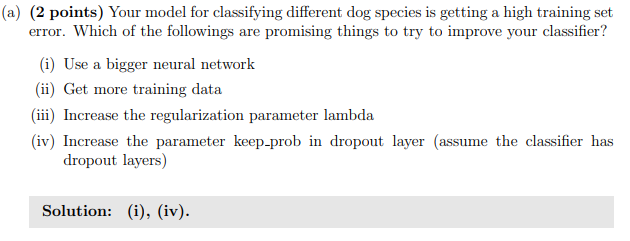 (a) (2 points) Your model for classifying different dog species is getting a high training set
error. Which of the followings are promising things to try to improve your classifier?
(i) Use a bigger neural network
(ii) Get more training data
(iii) Increase the regularization parameter lambda
(iv) Increase the parameter keep_prob in dropout layer (assume the classifier has
dropout layers)
Solution: (i), (iv).